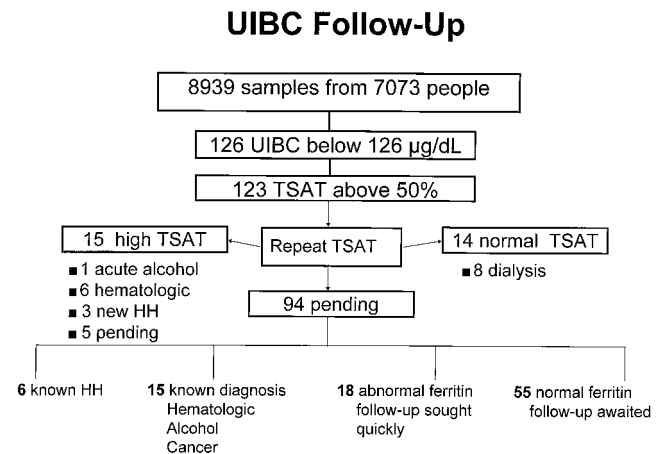 UIBC Follow-Up
8939 samples from 7073 people
126 UIBC below 126 µg/dL
123 TSAT above 50%
15 high TSAT
Repeat TSAT
14 normal TSAT
■ 1 acute alcohol
■ 6 hematologic
■ 3 new HH
■ 5 pending
■ 8 dialysis
94 pending
6 known HH
15 known diagnosis
Hematologic
Alcohol
Cancer
18 abnormal ferritin
follow-up sought
quickly
55 normal ferritin
follow-up awaited